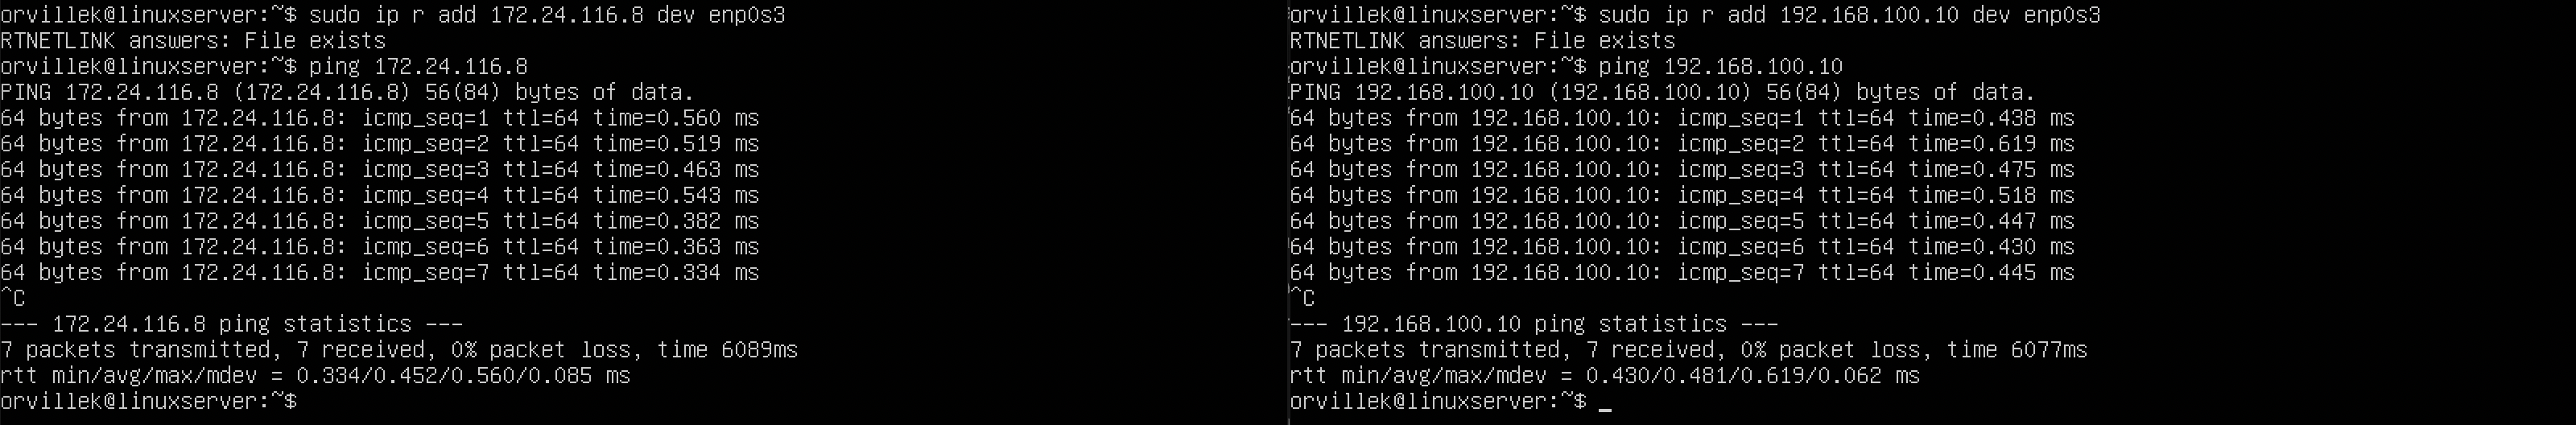 orvillek@linuxserver:~$ sudo ip r add 172.24.116.8 dev enp0s3
RTNETLINK answers: File exists
orvillek@linuxserver:~$ ping 172.24.116.8
PING 172.24.116.8 (172.24.116.8) 56(84) bytes of data.
64 bytes from 172.24.116.8: icmp_seq=1 ttl=64 time=0.560 ms
64 bytes from 172.24.116.8: icmp_seq=2 ttl=64 time=0.519 ms
64 bytes from 172.24.116.8: icmp_seq=3 ttl=64 time=0.463 ms
64 bytes from 172.24.116.8: icmp_seq=4 ttl=64 time=0.543 ms
64 bytes from 172.24.116.8: icmp_seq=5 ttl=64 time=0.382 ms
64 bytes from 172.24.116.8: icmp_seq=6 ttl=64 time=0.363 ms
64 bytes from 172.24.116.8: icmp_seq=7 ttl=64 time=0.334 ms
^C
--- 172.24.116.8 ping statistics ---
7 packets transmitted, 7 received, 0% packet loss, time 6089ms
rtt min/avg/max/mdev = 0.334/0.452/0.560/0.085 ms
orvillek@linuxserver:~$
orvillek@linuxserver:~$ sudo ip r add 192.168.100.10 dev enp0s3
RTNETLINK answers: File exists
orvillek@linuxserver:~$ ping 192.168.100.10
PING 192.168.100.10 (192.168.100.10) 56(84) bytes of data.
64 bytes from 192.168.100.10: icmp_seq=1 ttl=64 time=0.438 ms
64 bytes from 192.168.100.10: icmp_seq=2 ttl=64 time=0.619 ms
64 bytes from 192.168.100.10: icmp_seq=3 ttl=64 time=0.475 ms
64 bytes from 192.168.100.10: icmp_seq=4 ttl=64 time=0.518 ms
64 bytes from 192.168.100.10: icmp_seq=5 ttl=64 time=0.447 ms
64 bytes from 192.168.100.10: icmp_seq=6 ttl=64 time=0.430 ms
64 bytes from 192.168.100.10: icmp_seq=7 ttl=64 time=0.445 ms
^C
--- 192.168.100.10 ping statistics ---
7 packets transmitted, 7 received, 0% packet loss, time 6077ms
rtt min/avg/max/mdev = 0.430/0.481/0.619/0.062 ms
orvillek@linuxserver:~$ _